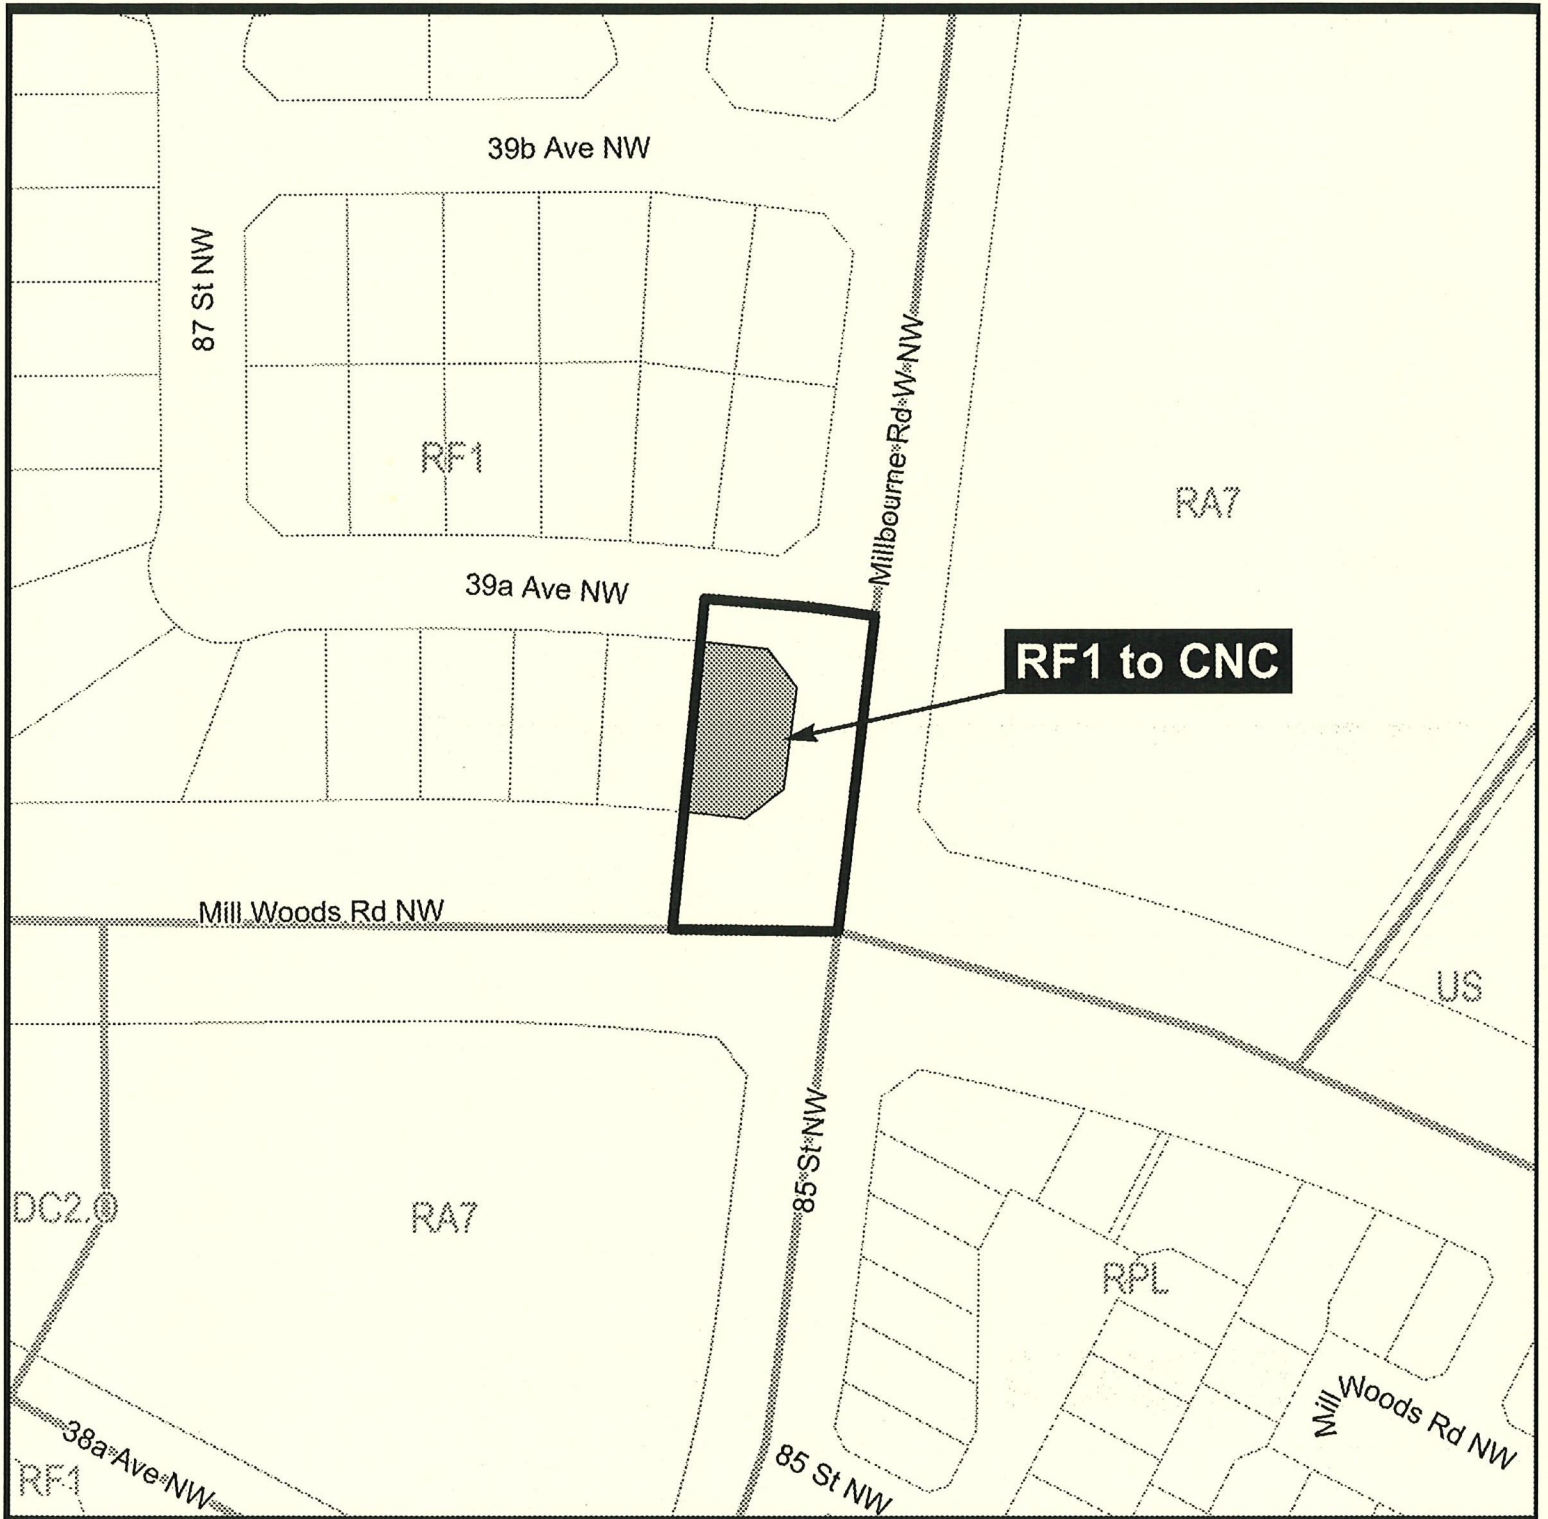 39b Ave NW
87 St NW
Millbourne Rd W NW
RF1
RA7
39a Ave NW
RF1 to CNC
Mill Woods Rd NW
US
85 St NW
DC2.
RA7
RPL
Mill Woods Rd NW
38a Ave NW
RF1
85 St NW